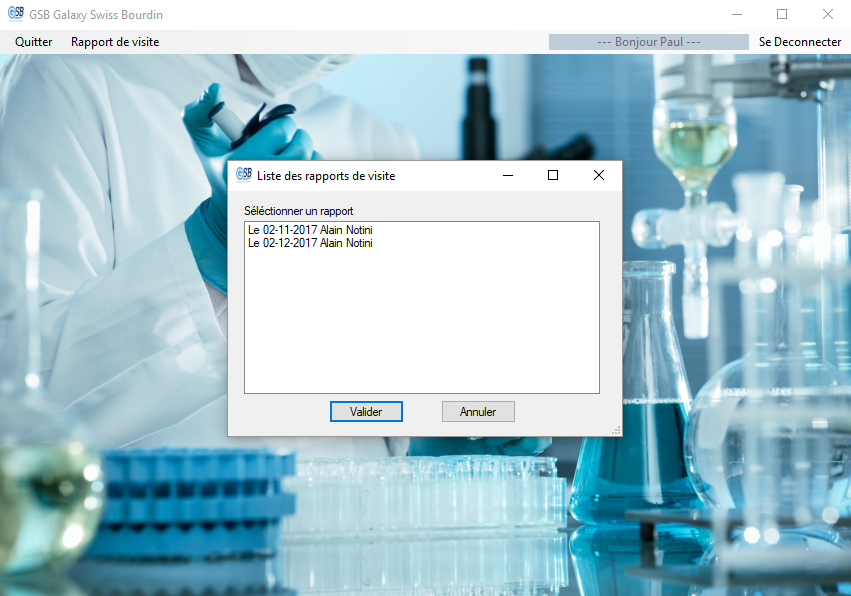 GSB GSB Galaxy Swiss Bourdin
Quitter Rapport de visite --- Bonjour Paul --- Se Deconnecter
GSB Liste des rapports de visite
Séléctionner un rapport
Le 02-11-2017 Alain Notini
Le 02-12-2017 Alain Notini
Valider Annuler